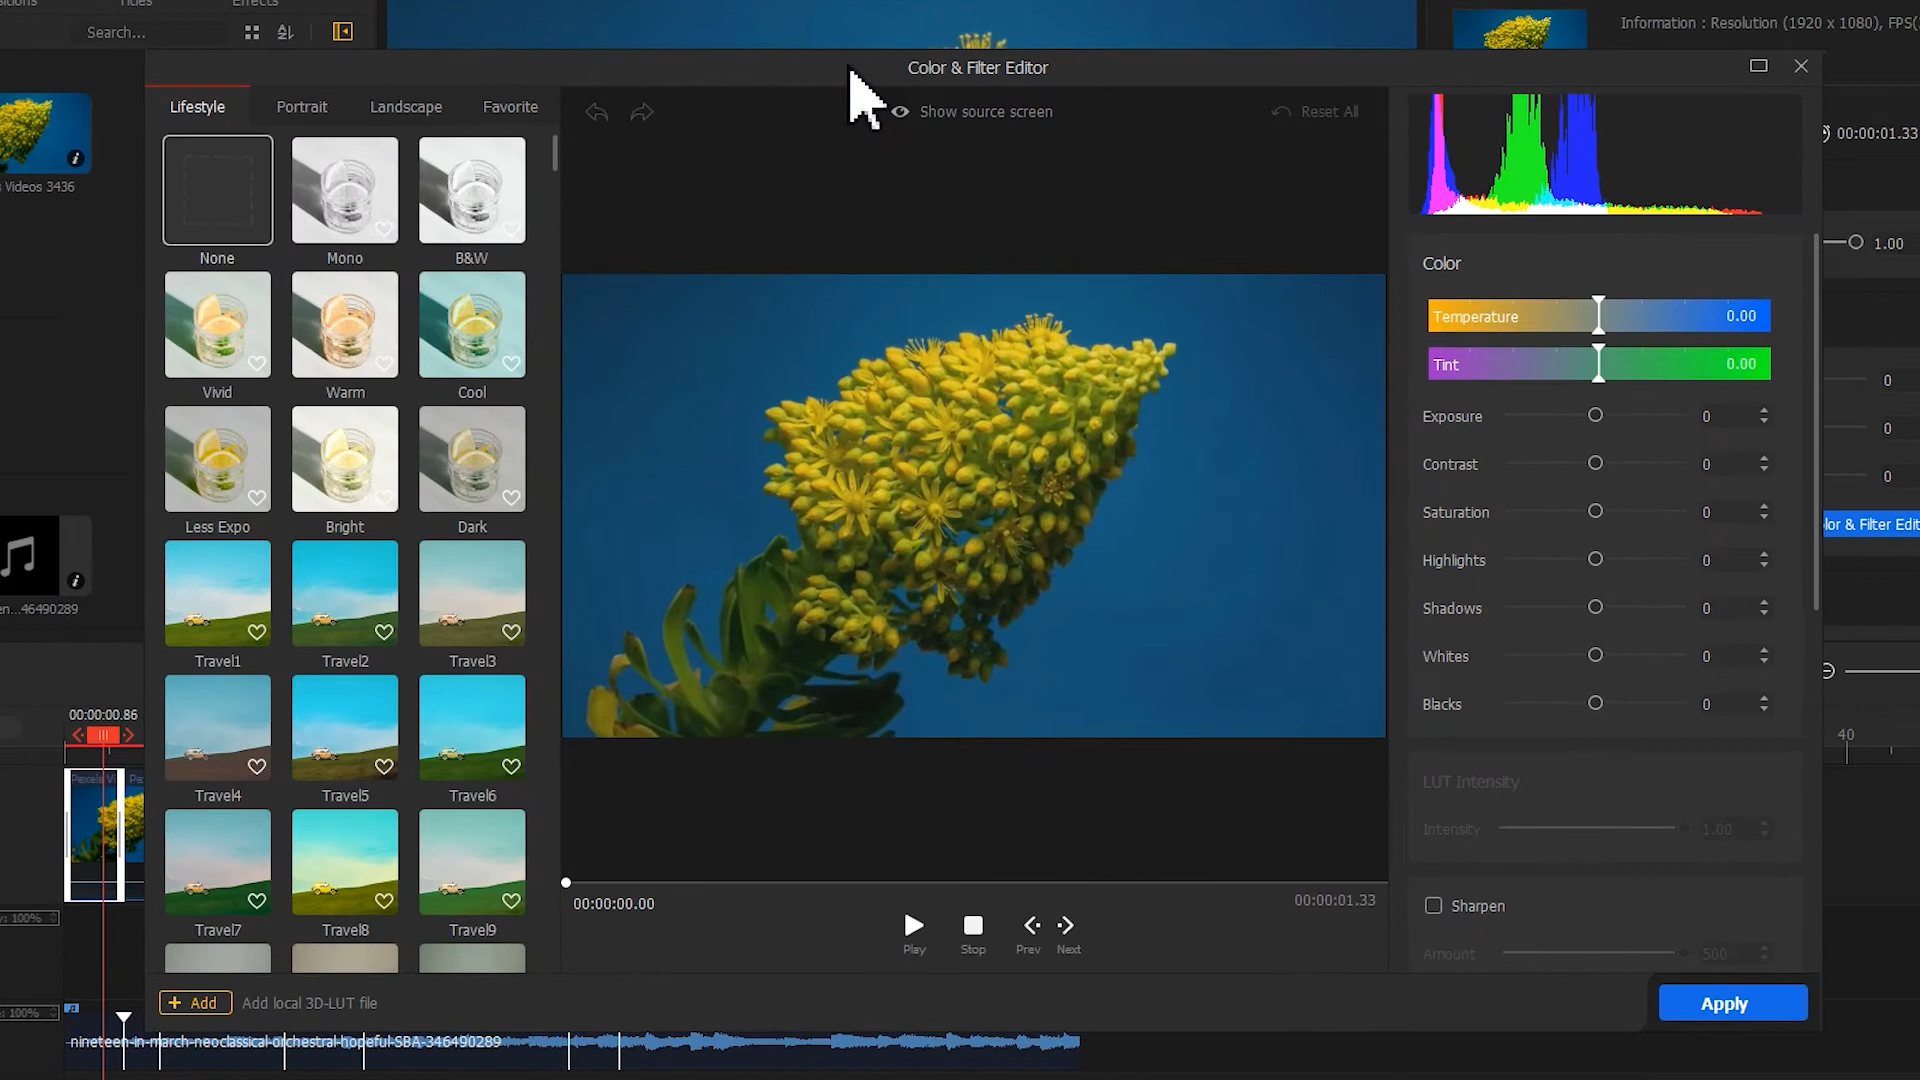 Titles
Effects
Search...
Information : Resolution (1920 x 1080), FPS(
Color & Filter Editor
Lifestyle
Portrait
Landscape
Favorite
Show source screen
Reset All
00:00:01.33
s Videos 3436
None
Mono
B&W
Vivid
Warm
Cool
Less Expo
Bright
Dark
Travel1
Travel2
Travel3
Travel4
Travel5
Travel6
Travel7
Travel8
Travel9
Color
Temperature 0.00
Tint 0.00
Exposure 0
Contrast 0
Saturation 0
Highlights 0
Shadows 0
Whites 0
Blacks 0
LUT Intensity
Intensity 1.00
Sharpen
Amount 500
1.00
0
0
0
lor & Filter Edit
40
en...46490289
00:00:00.86
Pexels Vi
Pe
: 100%
: 100%
00:00:00.00
00:00:01.33
Play
Stop
Prev
Next
+ Add
Add local 3D-LUT file
Apply
nineteen-in-march-neoclassical-orchestral-hopeful-SBA-346490289